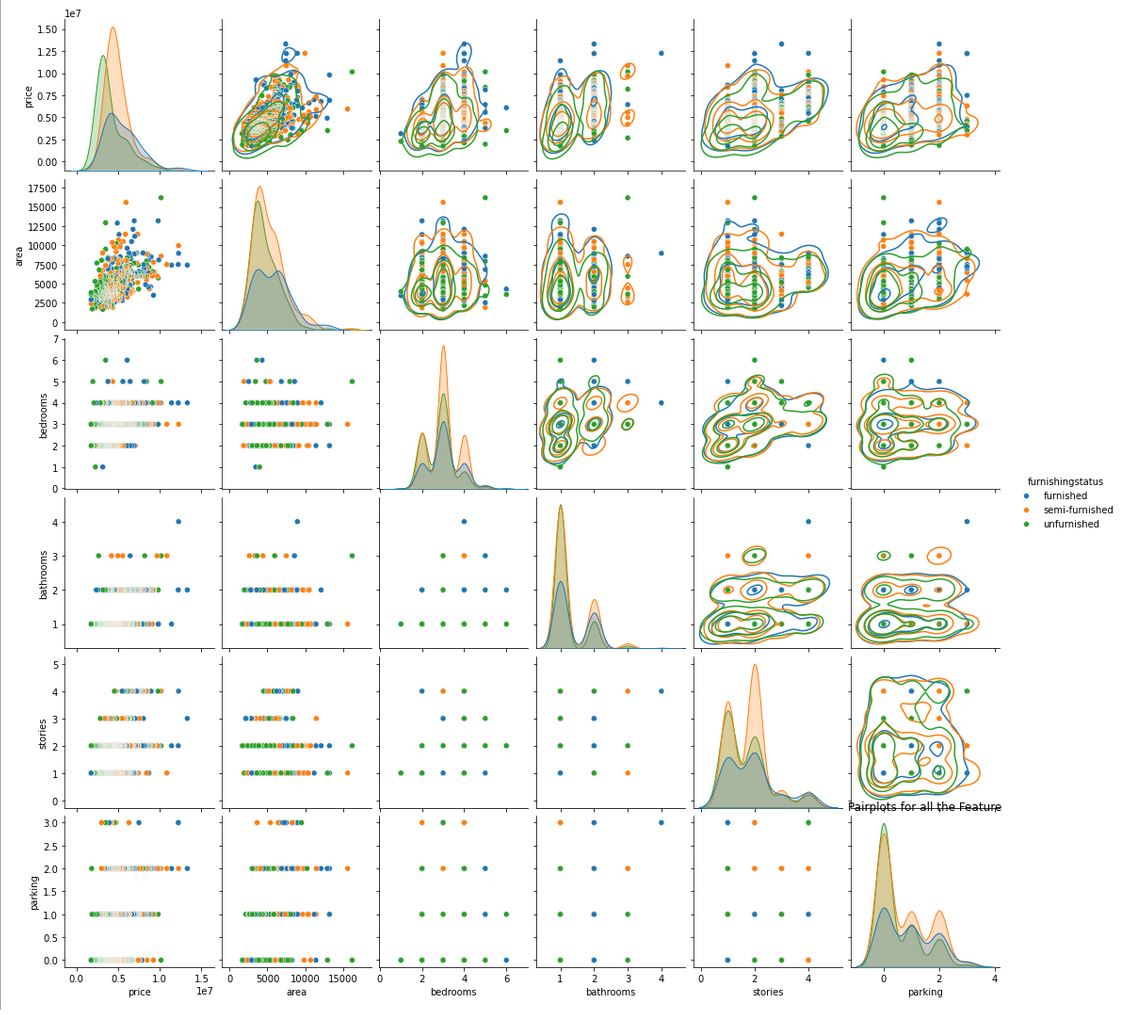 1e7
1.50
1.25
1.00
0.75
0.50
0.25
0.00
price
17500
15000
12500
10000
7500
5000
2500
0
area
7
6
5
4
3
2
1
0
bedrooms
furnishingstatus
furnished
semi-furnished
unfurnished
4
3
2
1
bathrooms
5
4
3
2
1
0
stories
Pairplots for all the Feature
3.0
2.5
2.0
1.5
1.0
0.5
0.0
parking
0.0 0.5 1.0 1.5
1e7
price
0 5000 10000 15000
area
0 2 4 6
bedrooms
1 2 3 4
bathrooms
0 2 4
stories
0 2 4
parking